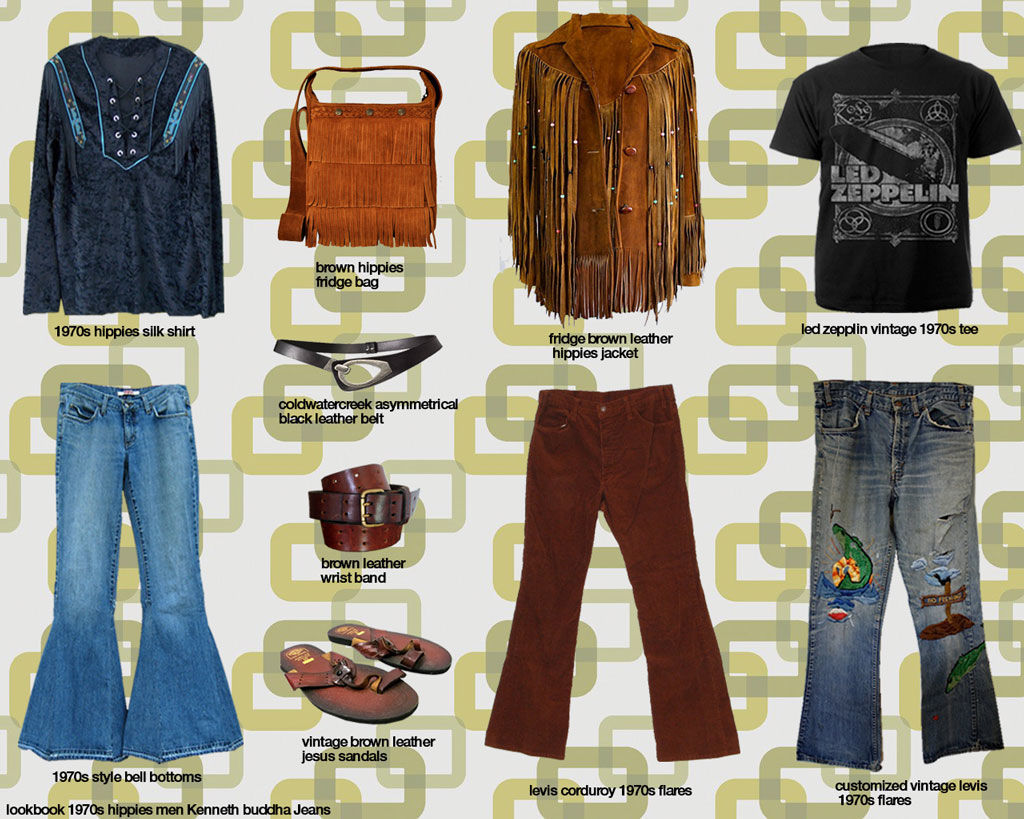 LED
ZEPPELIN
brown hippies
fridge bag
1970s hippies silk shirt
fridge brown leather
hippies jacket
led zepplin vintage 1970s tee
coldwatercreek asymmetrical
black leather belt
NO FISHING
brown leather
wrist band
vintage brown leather
jesus sandals
1970s style bell bottoms
levis corduroy 1970s flares
customized vintage levis
1970s flares
lookbook 1970s hippies men Kenneth buddha Jeans